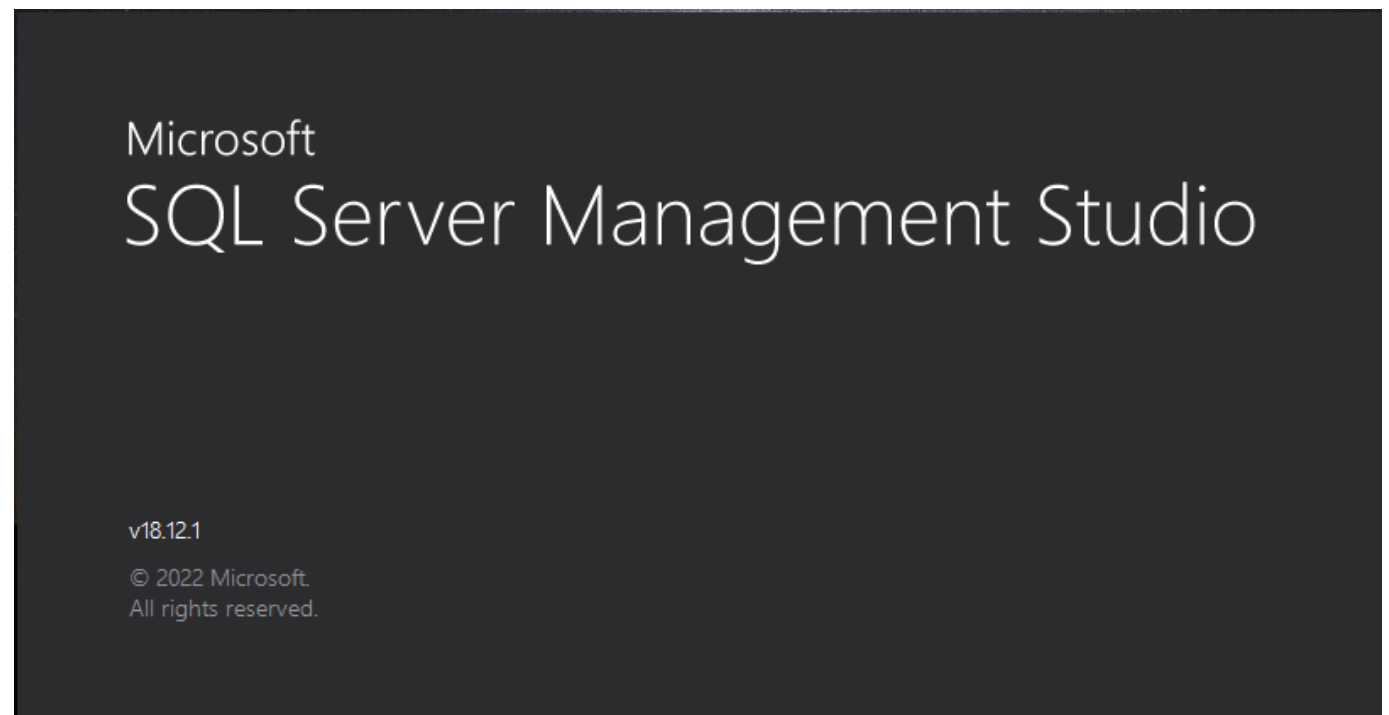 Microsoft
SQL Server Management Studio
v18.12.1
© 2022 Microsoft.
All rights reserved.